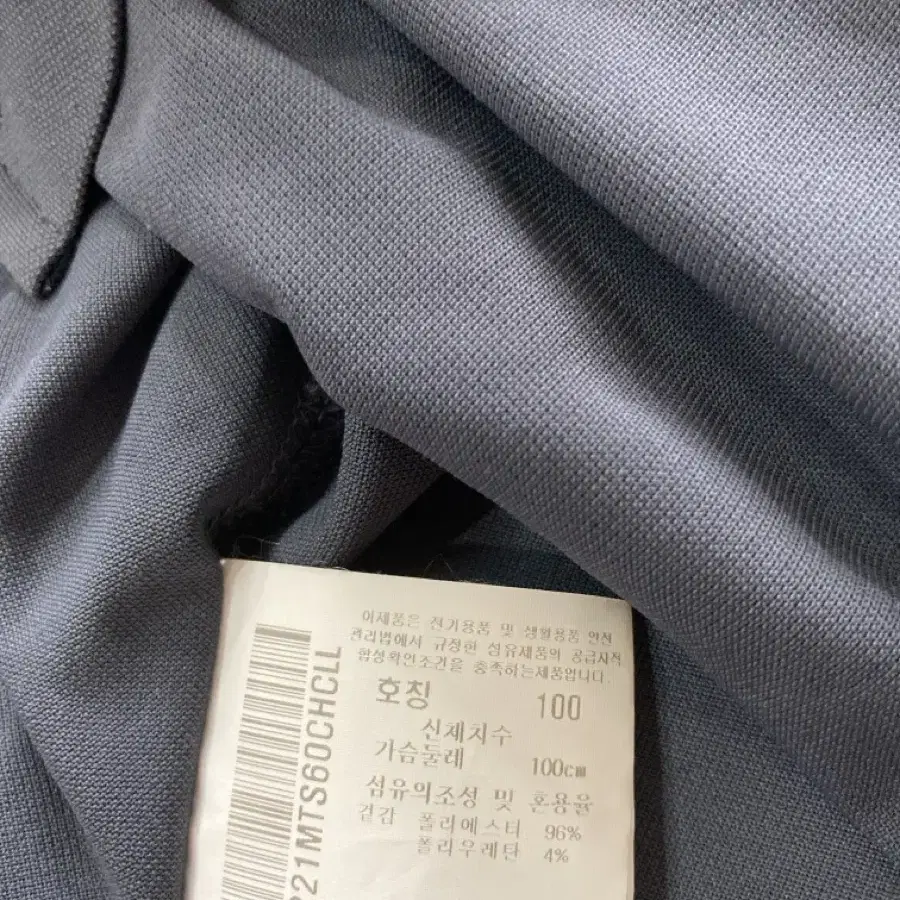 이제품은 전기용품 및 생활용품 안전
관리법에서 규정한 섬유제품의 공급자적
합성확인조건을 충족하는제품입니다.
호칭 100
신체치수
가슴둘레 100cm
섬유의조성 및 혼용율
겉감 폴리에스터 96%
폴리우레탄 4%
221MTS60CHCLL